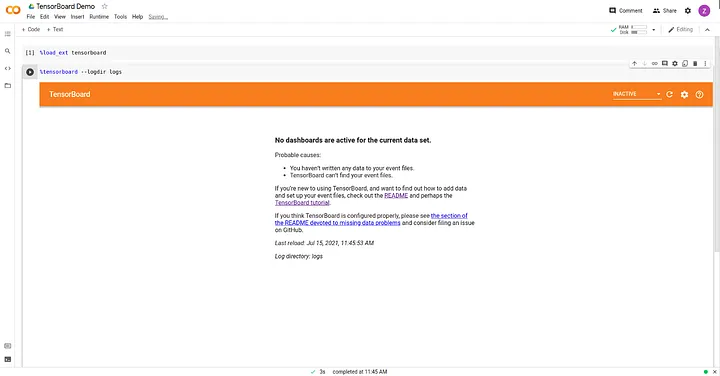 TensorBoard Demo
Comment
Share
Z
File Edit View Insert Runtime Tools Help Saving...
+ Code + Text
RAM
Disk
Editing
[1] %load_ext tensorboard
%tensorboard --logdir logs
TensorBoard
INACTIVE
No dashboards are active for the current data set.
Probable causes:
• You haven't written any data to your event files.
• TensorBoard can't find your event files.
If you're new to using TensorBoard, and want to find out how to add data
and set up your event files, check out the README and perhaps the
TensorBoard tutorial.
If you think TensorBoard is configured properly, please see the section of
the README devoted to missing data problems and consider filing an issue
on GitHub.
Last reload: Jul 15, 2021, 11:45:53 AM
Log directory: logs
3s completed at 11:45 AM